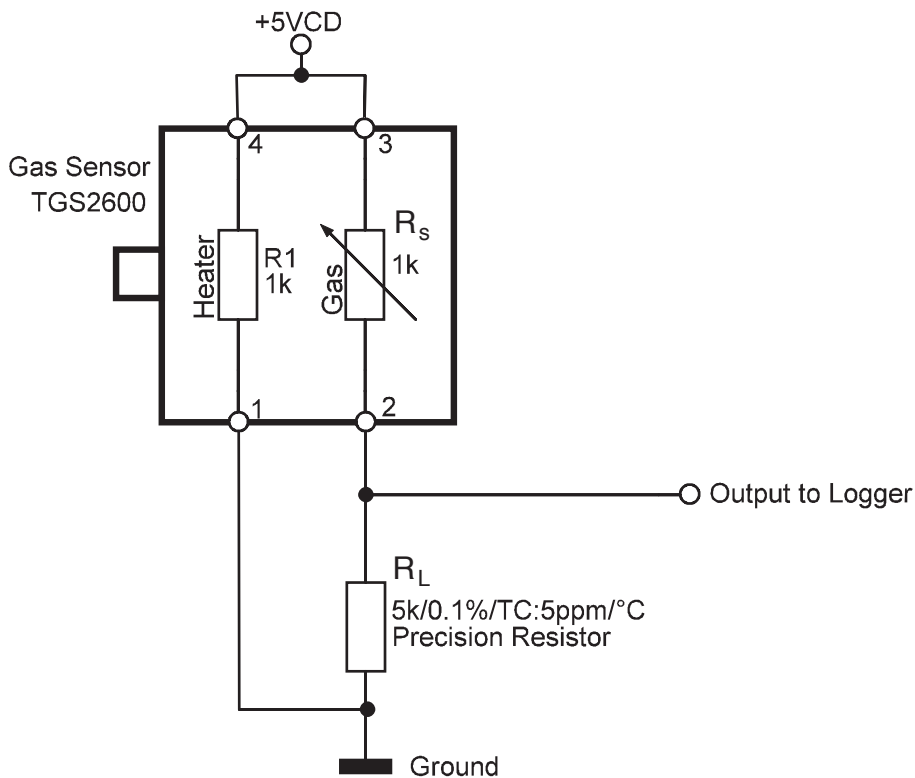 +5VCD
4
3
Gas Sensor
TGS2600
Heater
R1
1k
Gas
Rs
1k
1
2
Output to Logger
RL
5k/0.1%/TC:5ppm/°C
Precision Resistor
Ground